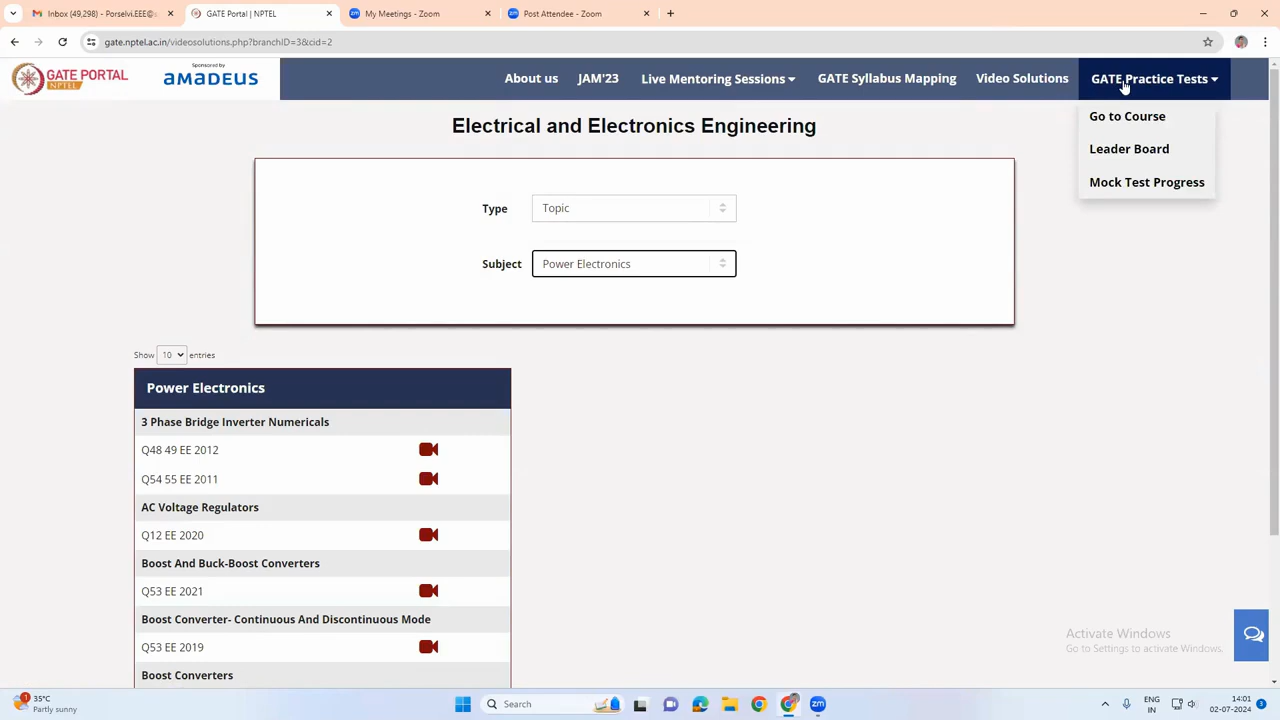 Inbox (49,298) - Porselvi.EEE@s
GATE Portal | NPTEL
My Meetings - Zoom
Post Attendee - Zoom
gate.nptel.ac.in/videosolutions.php?branchID=3&cid=2
GATE PORTAL
NPTEL
Sponsored by
aMaDEUS
About us
JAM'23
Live Mentoring Sessions
GATE Syllabus Mapping
Video Solutions
GATE Practice Tests
Go to Course
Leader Board
Mock Test Progress
Electrical and Electronics Engineering
Type
Topic
Subject
Power Electronics
Show 10 entries
Power Electronics
3 Phase Bridge Inverter Numericals
Q48 49 EE 2012
Q54 55 EE 2011
AC Voltage Regulators
Q12 EE 2020
Boost And Buck-Boost Converters
Q53 EE 2021
Boost Converter- Continuous And Discontinuous Mode
Q53 EE 2019
Boost Converters
Activate Windows
Go to Settings to activate Windows.
1
35°C
Partly sunny
Search
zm
ENG
IN
14:01
02-07-2024
3